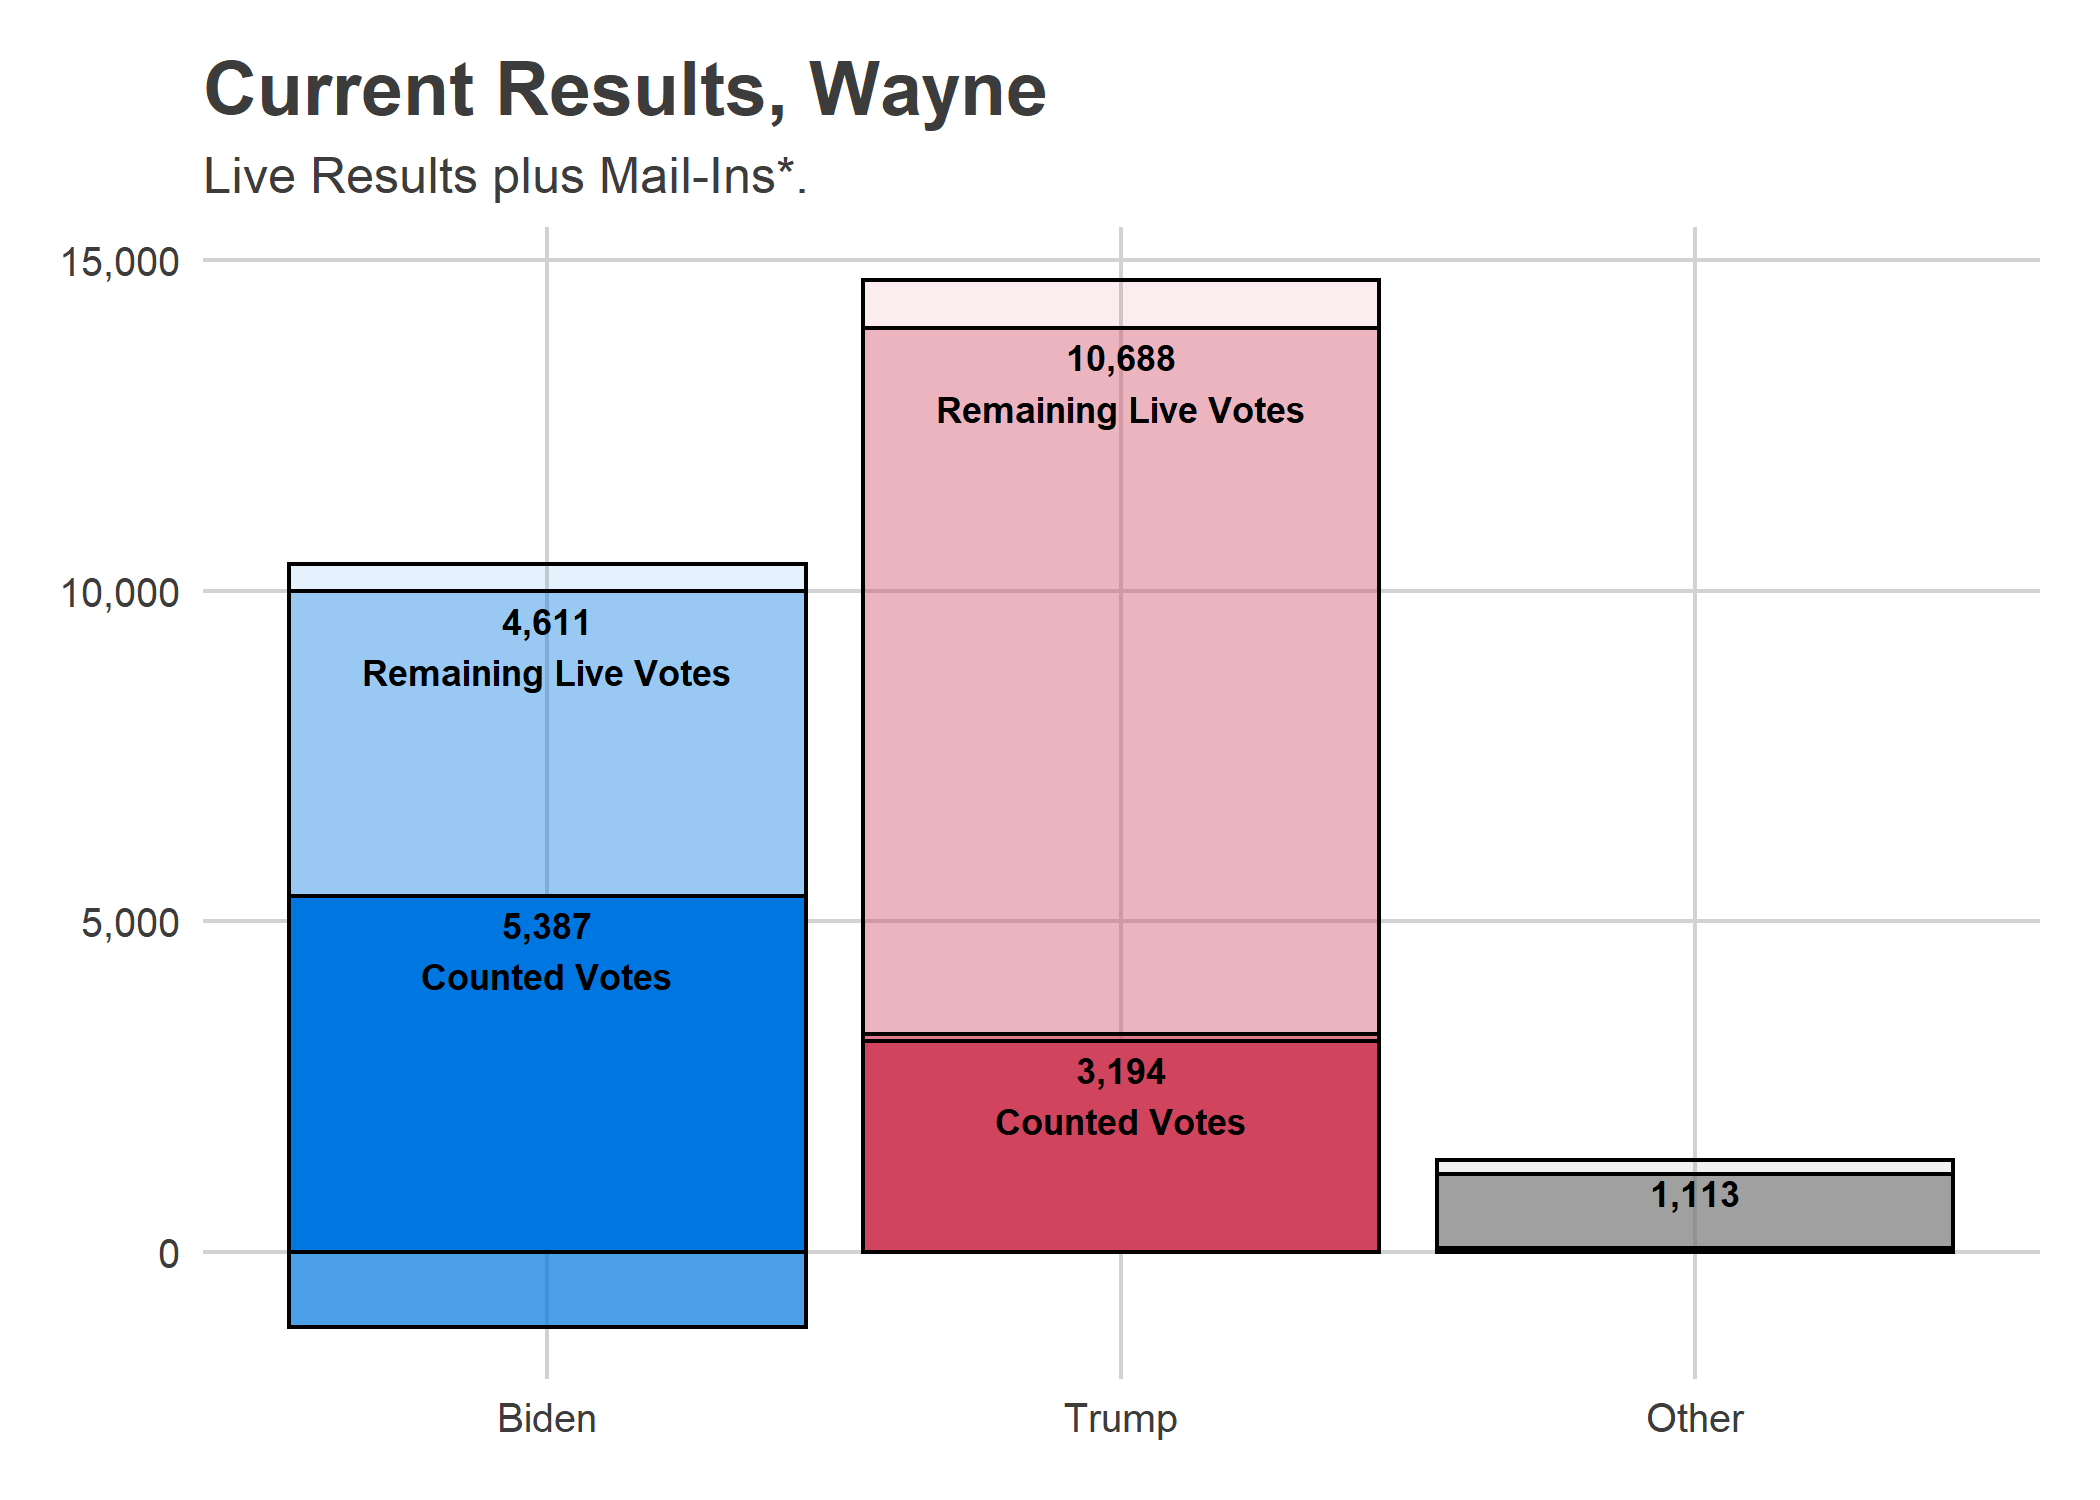 Current Results, Wayne
Live Results plus Mail-Ins*.
15,000
10,000
5,000
0
10,688
Remaining Live Votes
4,611
Remaining Live Votes
5,387
Counted Votes
3,194
Counted Votes
1,113
Biden
Trump
Other